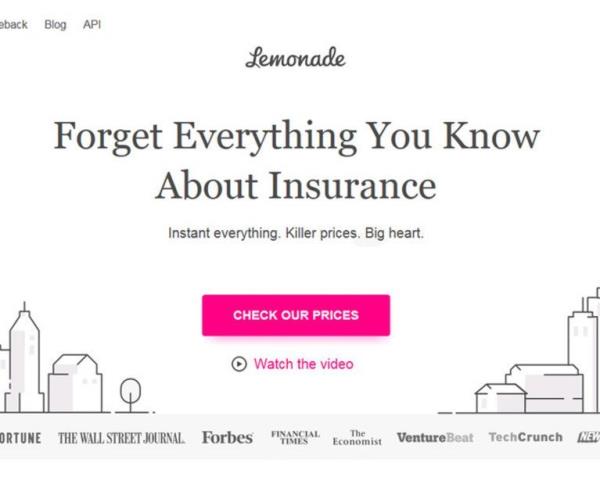 eback Blog API
Lemonade
Forget Everything You Know
About Insurance
Instant everything. Killer prices. Big heart.
CHECK OUR PRICES
Watch the video
ORTUNE THE WALL STREET JOURNAL. Forbes FINANCIAL TIMES The Economist VentureBeat TechCrunch NEW